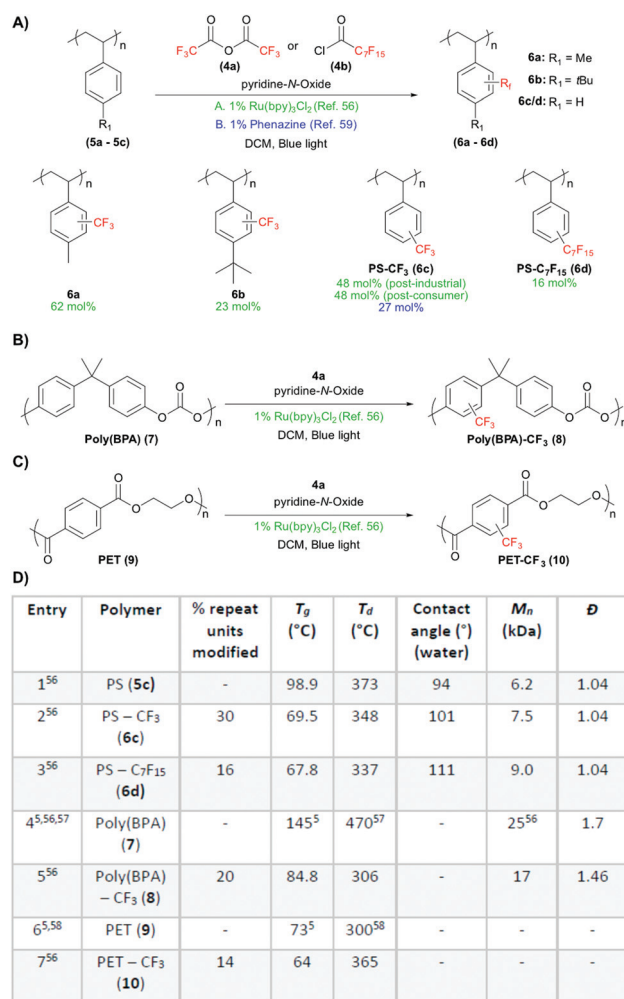 A)
n
R1
(5a - 5c)
F3C O CF3
O O
(4a)
or
O
Cl C7F15
(4b)
pyridine-N-Oxide
A. 1% Ru(bpy)3Cl2 (Ref. 56)
B. 1% Phenazine (Ref. 59)
DCM, Blue light
n
Rf
R1
(6a - 6d)
6a: R1 = Me
6b: R1 = tBu
6c/d: R1 = H
n
CF3
6a
62 mol%
n
CF3
6b
23 mol%
n
CF3
PS-CF3 (6c)
48 mol% (post-industrial)
48 mol% (post-consumer)
27 mol%
n
C7F15
PS-C7F15 (6d)
16 mol%
B)
O O O n
Poly(BPA) (7)
4a
pyridine-N-Oxide
1% Ru(bpy)3Cl2 (Ref. 56)
DCM, Blue light
CF3 O O O n
Poly(BPA)-CF3 (8)
C)
O O O n
O
PET (9)
4a
pyridine-N-Oxide
1% Ru(bpy)3Cl2 (Ref. 56)
DCM, Blue light
O O O n
O CF3
PET-CF3 (10)
D)
Entry Polymer % repeat units modified Tg (°C) Td (°C) Contact angle (°) (water) Mn (kDa) Đ
1⁵⁶ PS (5c) - 98.9 373 94 6.2 1.04
2⁵⁶ PS – CF3 (6c) 30 69.5 348 101 7.5 1.04
3⁵⁶ PS – C7F15 (6d) 16 67.8 337 111 9.0 1.04
4⁵,⁵⁶,⁵⁷ Poly(BPA) (7) - 145⁵ 470⁵⁷ - 25⁵⁶ 1.7
5⁵⁶ Poly(BPA) – CF3 (8) 20 84.8 306 - 17 1.46
6⁵,⁵⁸ PET (9) - 73⁵ 300⁵⁸ - - -
7⁵⁶ PET – CF3 (10) 14 64 365 - - -